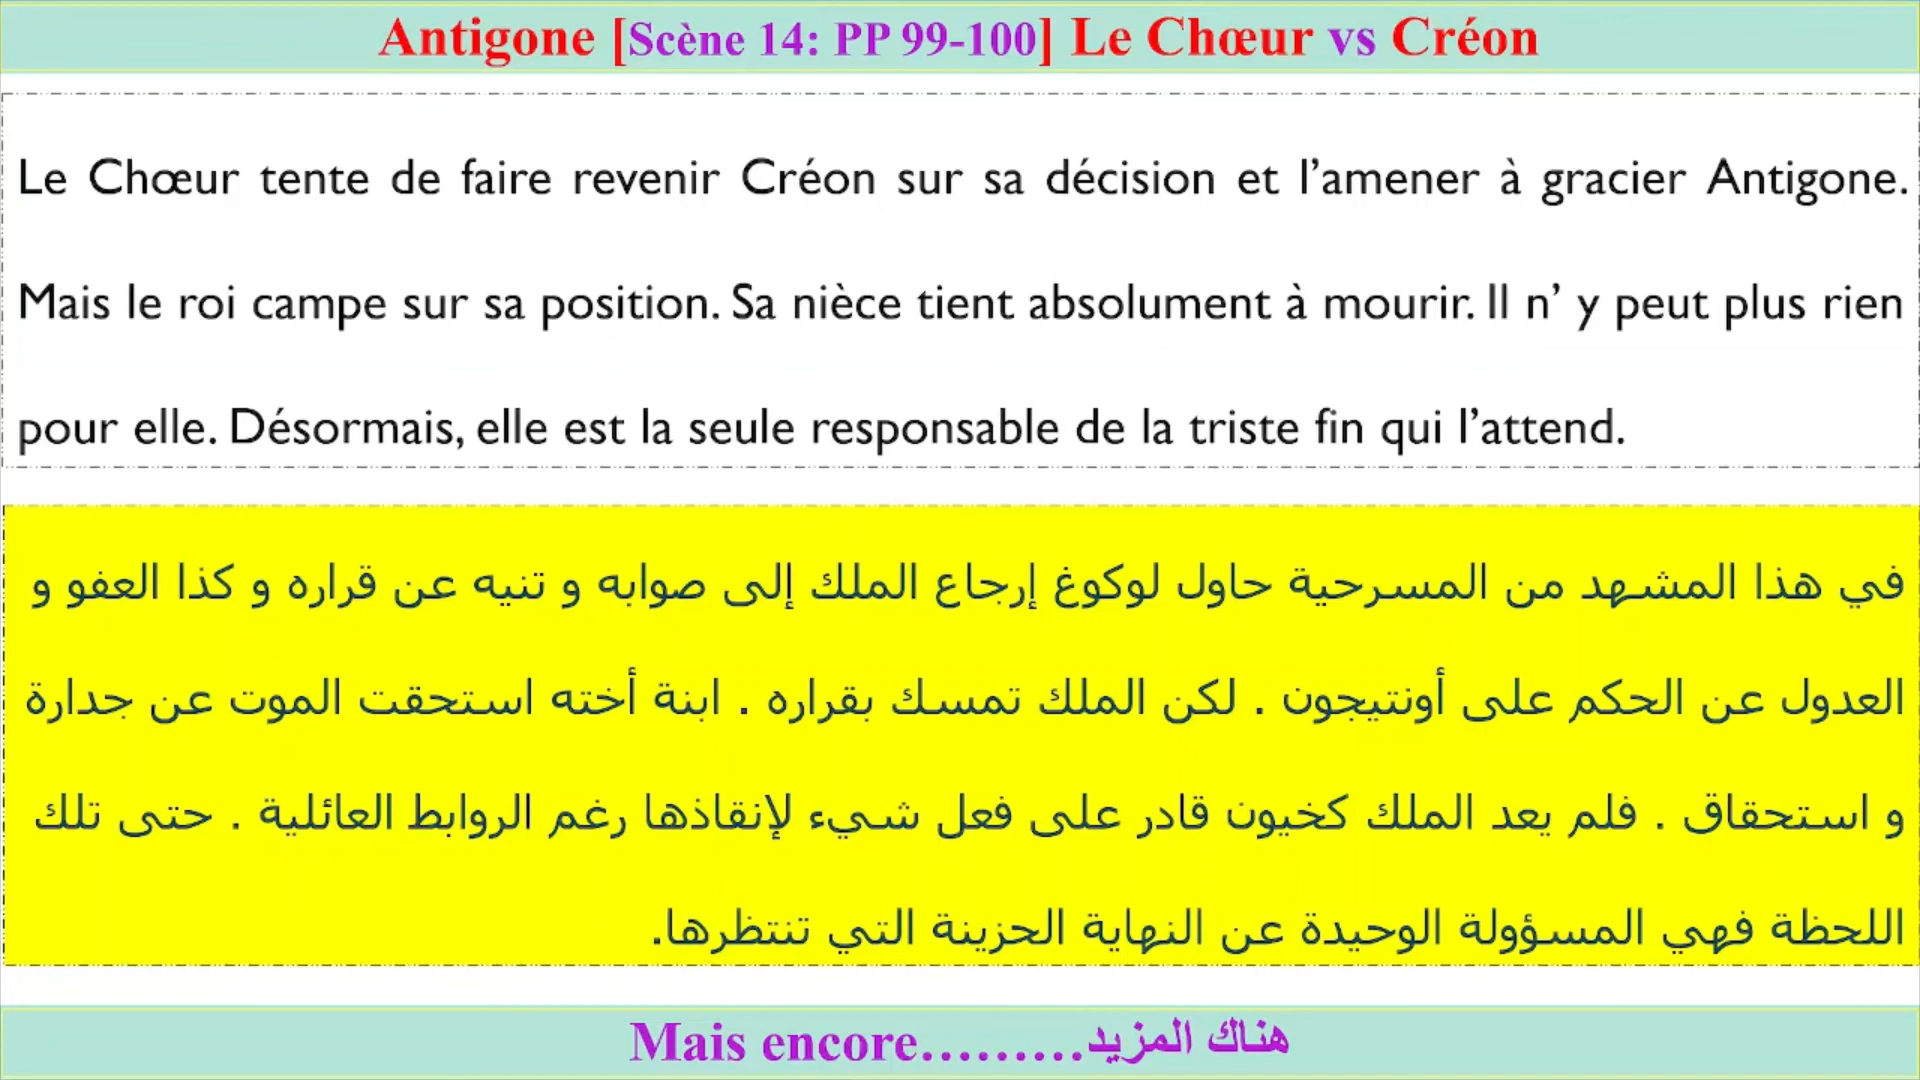 Antigone [Scène 14: PP 99-100] Le Chœur vs Créon
Le Chœur tente de faire revenir Créon sur sa décision et l’amener à gracier Antigone.
Mais le roi campe sur sa position. Sa nièce tient absolument à mourir. Il n’ y peut plus rien
pour elle. Désormais, elle est la seule responsable de la triste fin qui l’attend.
في هذا المشهد من المسرحية حاول لوكوغ إرجاع الملك إلى صوابه و تنيه عن قراره و كذا العفو و
العدول عن الحكم على أونتيجون . لكن الملك تمسك بقراره . ابنة أخته استحقت الموت عن جدارة
و استحقاق . فلم يعد الملك كخيون قادر على فعل شيء لإنقاذها رغم الروابط العائلية . حتى تلك
اللحظة فهي المسؤولة الوحيدة عن النهاية الحزينة التي تنتظرها.
Mais encore.........هناك المزيد